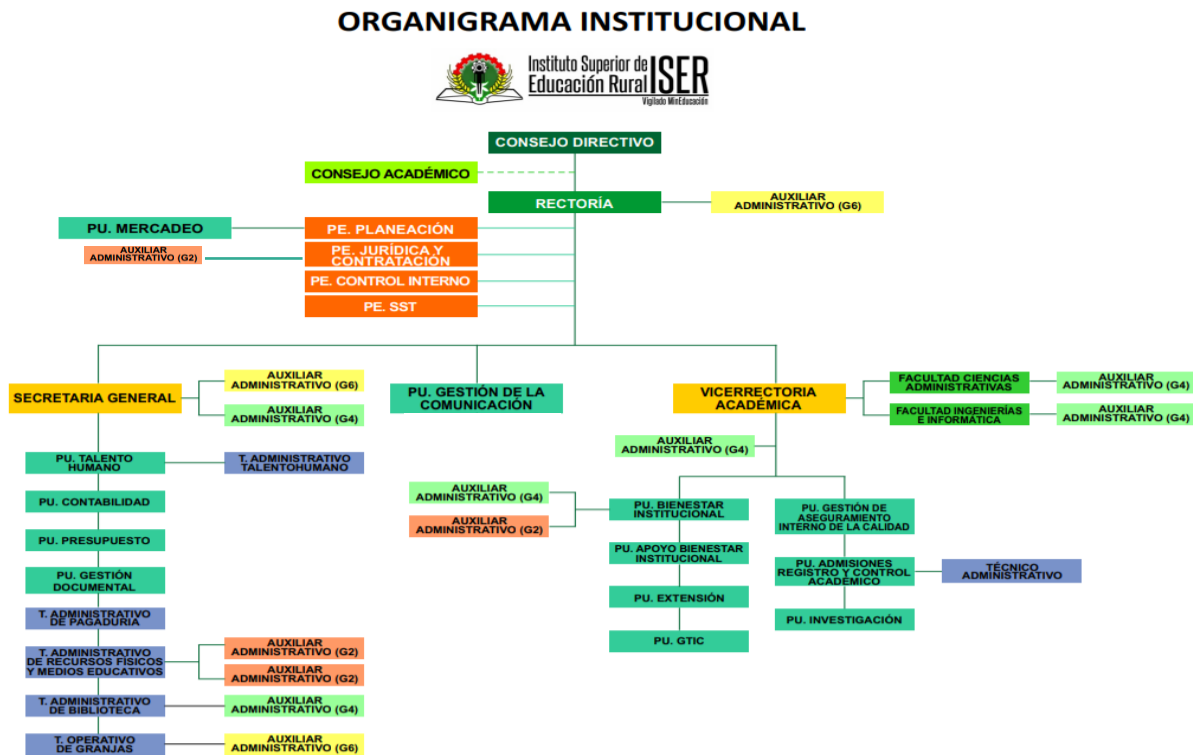 ORGANIGRAMA INSTITUCIONAL
Instituto Superior de
Educación Rural ISER
Vigilado MinEducación
CONSEJO DIRECTIVO
CONSEJO ACADÉMICO
RECTORÍA
AUXILIAR
ADMINISTRATIVO (G6)
PU. MERCADEO
PE. PLANEACIÓN
AUXILIAR
ADMINISTRATIVO (G2)
PE. JURÍDICA Y
CONTRATACIÓN
PE. CONTROL INTERNO
PE. SST
SECRETARIA GENERAL
AUXILIAR
ADMINISTRATIVO (G6)
AUXILIAR
ADMINISTRATIVO (G4)
PU. GESTIÓN DE LA
COMUNICACIÓN
VICERRECTORIA
ACADÉMICA
FACULTAD CIENCIAS
ADMINISTRATIVAS
AUXILIAR
ADMINISTRATIVO (G4)
FACULTAD INGENIERÍAS
E INFORMÁTICA
AUXILIAR
ADMINISTRATIVO (G4)
AUXILIAR
ADMINISTRATIVO (G4)
PU. TALENTO
HUMANO
T. ADMINISTRATIVO
TALENTOHUMANO
PU. CONTABILIDAD
PU. PRESUPUESTO
PU. GESTIÓN
DOCUMENTAL
T. ADMINISTRATIVO
DE PAGADURIA
T. ADMINISTRATIVO
DE RECURSOS FÍSICOS
Y MEDIOS EDUCATIVOS
AUXILIAR
ADMINISTRATIVO (G2)
AUXILIAR
ADMINISTRATIVO (G2)
T. ADMINISTRATIVO
DE BIBLIOTECA
AUXILIAR
ADMINISTRATIVO (G4)
T. OPERATIVO
DE GRANJAS
AUXILIAR
ADMINISTRATIVO (G6)
AUXILIAR
ADMINISTRATIVO (G4)
AUXILIAR
ADMINISTRATIVO (G2)
PU. BIENESTAR
INSTITUCIONAL
PU. APOYO BIENESTAR
INSTITUCIONAL
PU. EXTENSIÓN
PU. GTIC
PU. GESTIÓN DE
ASEGURAMIENTO
INTERNO DE LA CALIDAD
PU. ADMISIONES
REGISTRO Y CONTROL
ACADÉMICO
TÉCNICO
ADMINISTRATIVO
PU. INVESTIGACIÓN